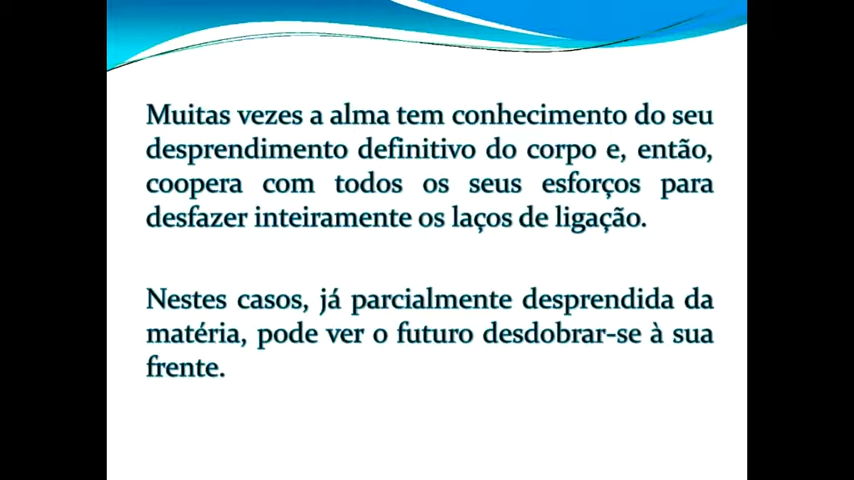 Muitas vezes a alma tem conhecimento do seu
desprendimento definitivo do corpo e, então,
coopera com todos os seus esforços para
desfazer inteiramente os laços de ligação.
Nestes casos, já parcialmente desprendida da
matéria, pode ver o futuro desdobrar-se à sua
frente.